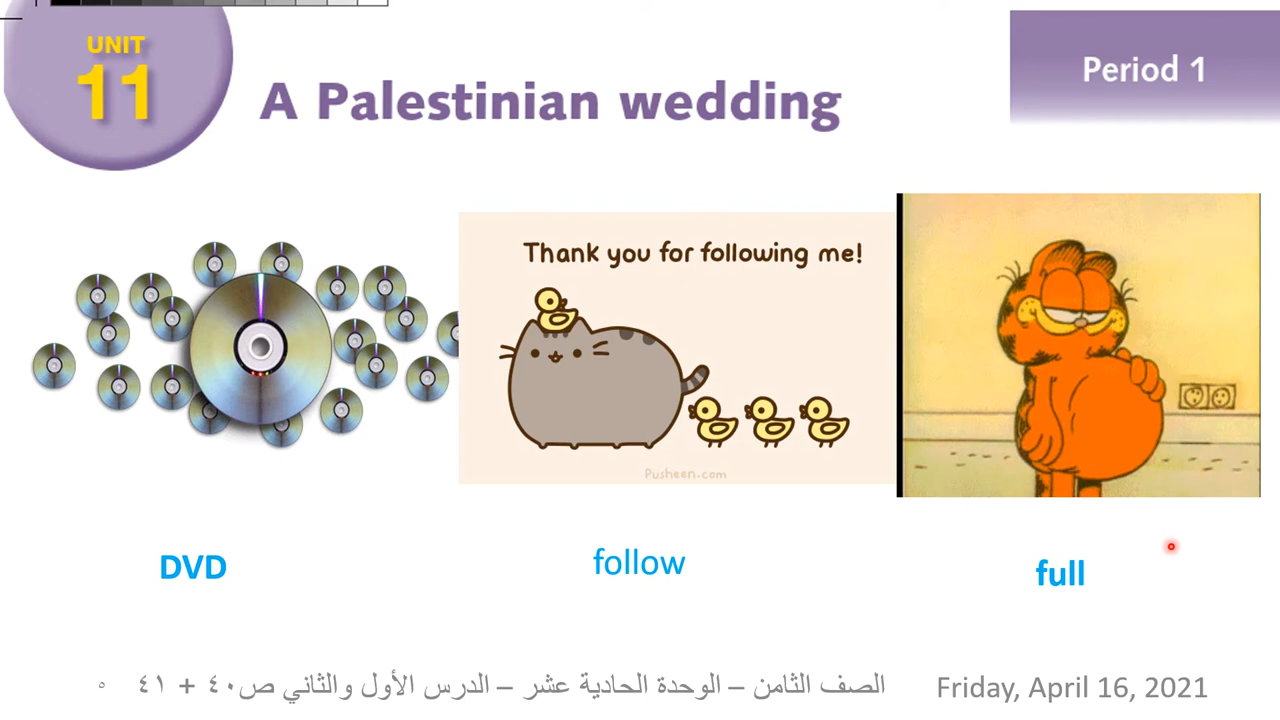 UNIT
11
A Palestinian wedding
Period 1
Thank you for following me!
Pusheen.com
DVD
follow
full
الصف الثامن – الوحدة الحادية عشر – الدرس الأول والثاني ص٤٠ + ٤١
٥
Friday, April 16, 2021